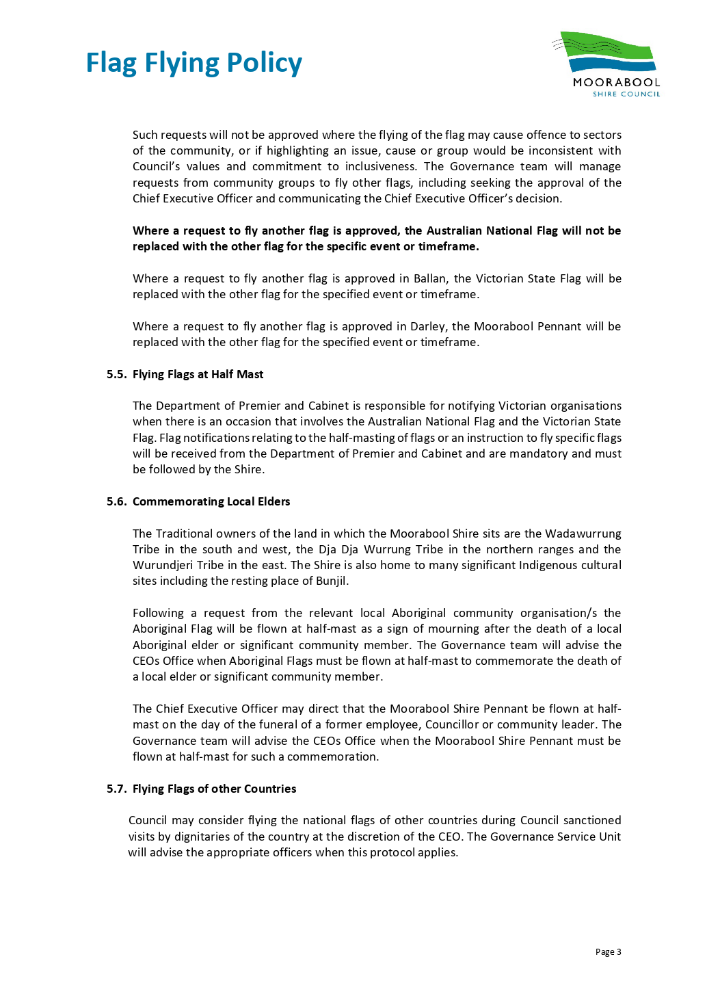 Flag Flying Policy
MOORABOOL
SHIRE COUNCIL
Such requests will not be approved where the flying of the flag may cause offence to sectors
of the community, or if highlighting an issue, cause or group would be inconsistent with
Council’s values and commitment to inclusiveness. The Governance team will manage
requests from community groups to fly other flags, including seeking the approval of the
Chief Executive Officer and communicating the Chief Executive Officer’s decision.
Where a request to fly another flag is approved, the Australian National Flag will not be
replaced with the other flag for the specific event or timeframe.
Where a request to fly another flag is approved in Ballan, the Victorian State Flag will be
replaced with the other flag for the specified event or timeframe.
Where a request to fly another flag is approved in Darley, the Moorabool Pennant will be
replaced with the other flag for the specified event or timeframe.
5.5. Flying Flags at Half Mast
The Department of Premier and Cabinet is responsible for notifying Victorian organisations
when there is an occasion that involves the Australian National Flag and the Victorian State
Flag. Flag notifications relating to the half-masting of flags or an instruction to fly specific flags
will be received from the Department of Premier and Cabinet and are mandatory and must
be followed by the Shire.
5.6. Commemorating Local Elders
The Traditional owners of the land in which the Moorabool Shire sits are the Wadawurrung
Tribe in the south and west, the Dja Dja Wurrung Tribe in the northern ranges and the
Wurundjeri Tribe in the east. The Shire is also home to many significant Indigenous cultural
sites including the resting place of Bunjil.
Following a request from the relevant local Aboriginal community organisation/s the
Aboriginal Flag will be flown at half-mast as a sign of mourning after the death of a local
Aboriginal elder or significant community member. The Governance team will advise the
CEOs Office when Aboriginal Flags must be flown at half-mast to commemorate the death of
a local elder or significant community member.
The Chief Executive Officer may direct that the Moorabool Shire Pennant be flown at half-
mast on the day of the funeral of a former employee, Councillor or community leader. The
Governance team will advise the CEOs Office when the Moorabool Shire Pennant must be
flown at half-mast for such a commemoration.
5.7. Flying Flags of other Countries
Council may consider flying the national flags of other countries during Council sanctioned
visits by dignitaries of the country at the discretion of the CEO. The Governance Service Unit
will advise the appropriate officers when this protocol applies.
Page 3